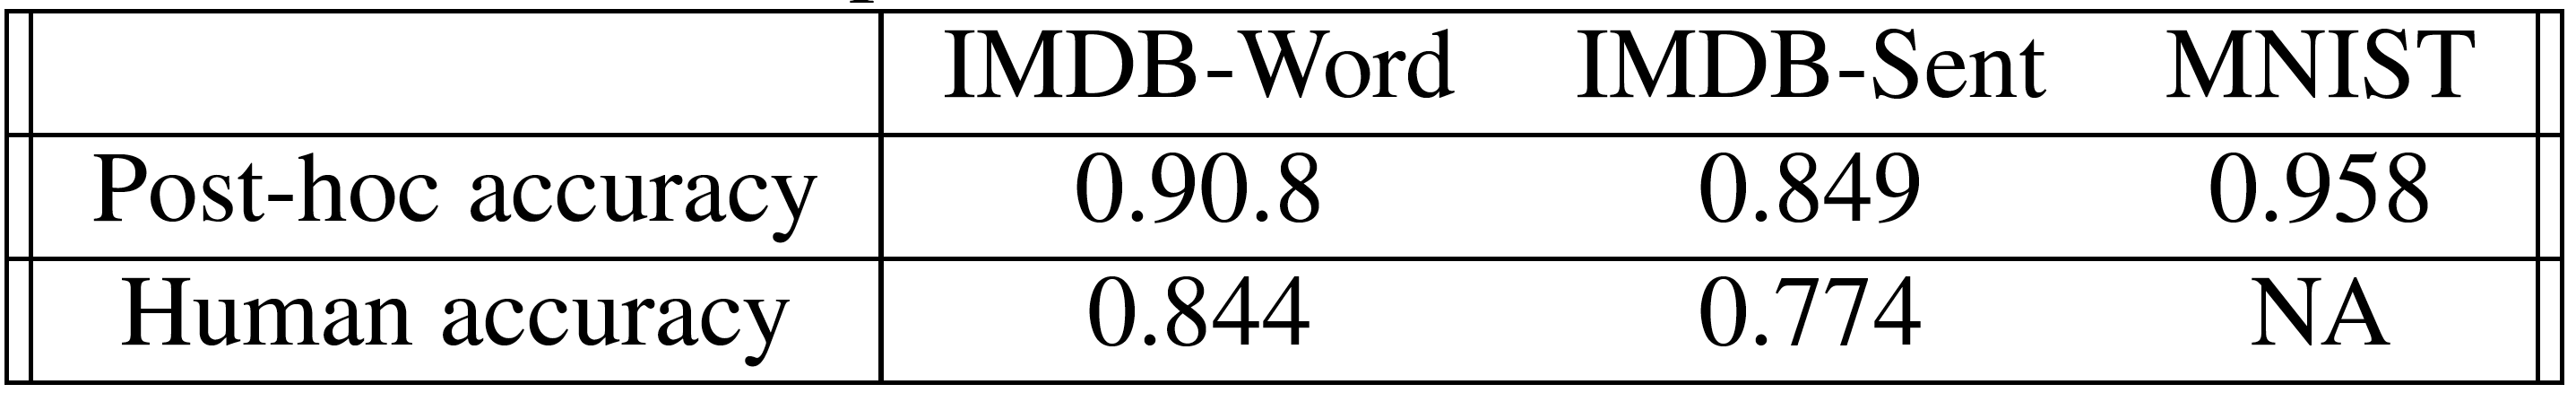 IMDB-Word IMDB-Sent MNIST
Post-hoc accuracy 0.90.8 0.849 0.958
Human accuracy 0.844 0.774 NA